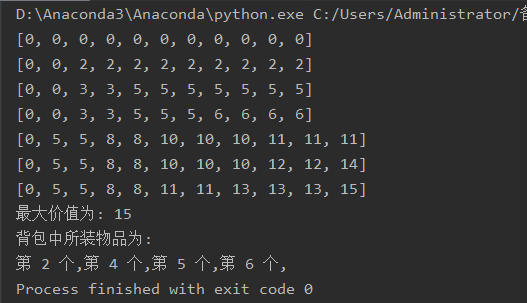 D:\Anaconda3\Anaconda\python.exe C:/Users/Administrator/
[0, 0, 0, 0, 0, 0, 0, 0, 0, 0, 0]
[0, 0, 2, 2, 2, 2, 2, 2, 2, 2, 2]
[0, 0, 3, 3, 5, 5, 5, 5, 5, 5, 5]
[0, 0, 3, 3, 5, 5, 5, 6, 6, 6, 6]
[0, 5, 5, 8, 8, 10, 10, 10, 11, 11, 11]
[0, 5, 5, 8, 8, 10, 10, 10, 12, 12, 14]
[0, 5, 5, 8, 8, 11, 11, 13, 13, 13, 15]
最大价值为: 15
背包中所装物品为:
第 2 个,第 4 个,第 5 个,第 6 个,
Process finished with exit code 0